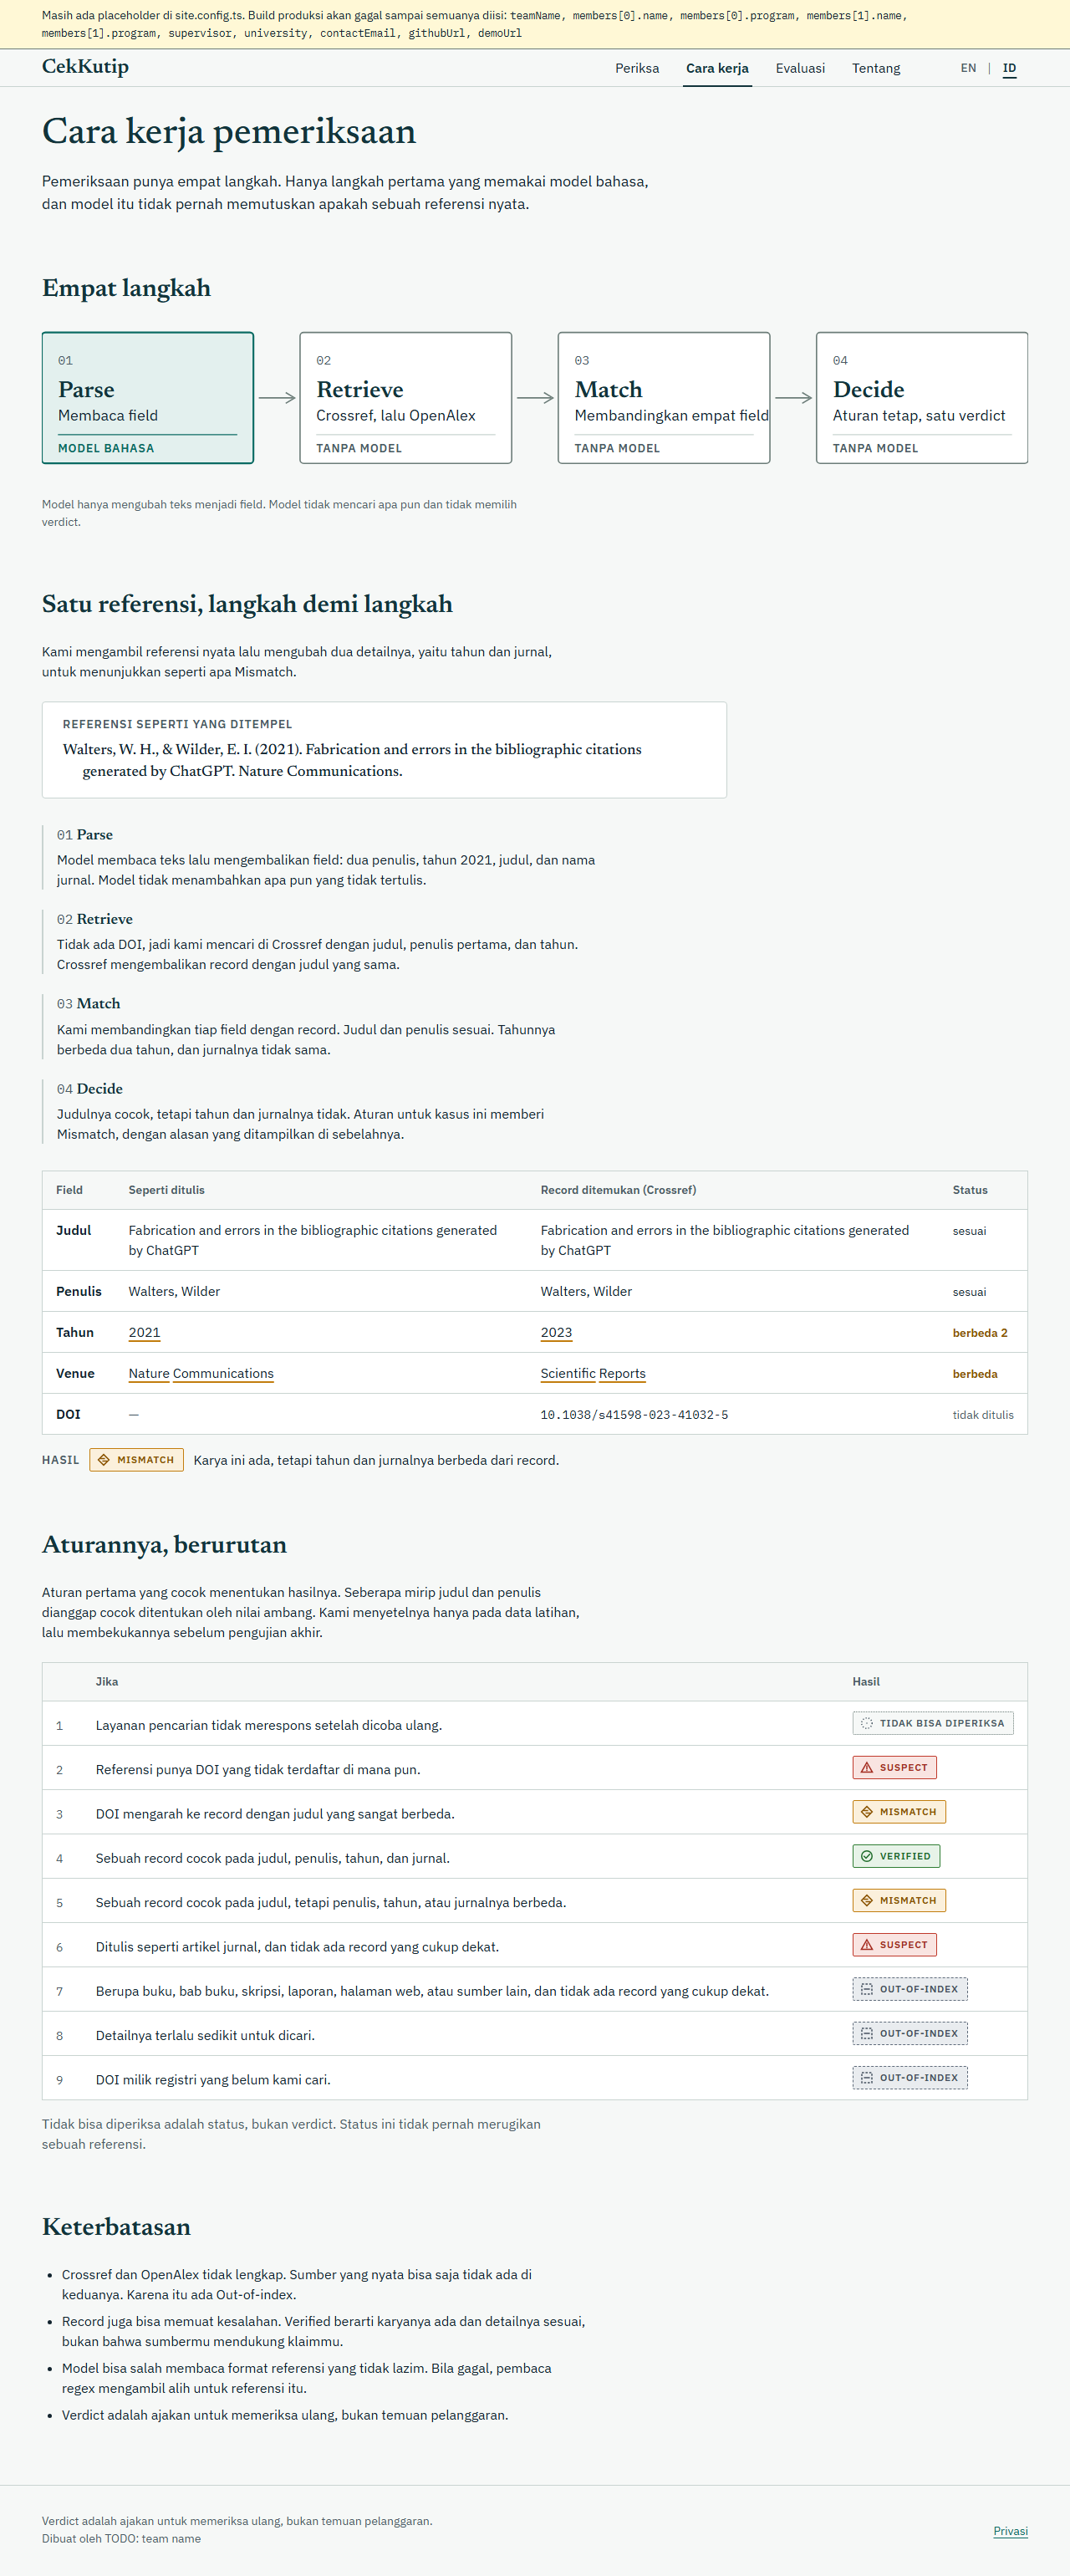 Masih ada placeholder di site.config.ts. Build produksi akan gagal sampai semuanya diisi: teamName, members[0].name, members[0].program, members[1].name,
members[1].program, supervisor, university, contactEmail, githubUrl, demoUrl
CekKutip
Periksa Cara kerja Evaluasi Tentang EN | ID
Cara kerja pemeriksaan
Pemeriksaan punya empat langkah. Hanya langkah pertama yang memakai model bahasa,
dan model itu tidak pernah memutuskan apakah sebuah referensi nyata.
Empat langkah
01
Parse
Membaca field
MODEL BAHASA
02
Retrieve
Crossref, lalu OpenAlex
TANPA MODEL
03
Match
Membandingkan empat field
TANPA MODEL
04
Decide
Aturan tetap, satu verdict
TANPA MODEL
Model hanya mengubah teks menjadi field. Model tidak mencari apa pun dan tidak memilih
verdict.
Satu referensi, langkah demi langkah
Kami mengambil referensi nyata lalu mengubah dua detailnya, yaitu tahun dan jurnal,
untuk menunjukkan seperti apa Mismatch.
REFERENSI SEPERTI YANG DITEMPEL
Walters, W. H., & Wilder, E. I. (2021). Fabrication and errors in the bibliographic citations
generated by ChatGPT. Nature Communications.
01 Parse
Model membaca teks lalu mengembalikan field: dua penulis, tahun 2021, judul, dan nama
jurnal. Model tidak menambahkan apa pun yang tidak tertulis.
02 Retrieve
Tidak ada DOI, jadi kami mencari di Crossref dengan judul, penulis pertama, dan tahun.
Crossref mengembalikan record dengan judul yang sama.
03 Match
Kami membandingkan tiap field dengan record. Judul dan penulis sesuai. Tahunnya
berbeda dua tahun, dan jurnalnya tidak sama.
04 Decide
Judulnya cocok, tetapi tahun dan jurnalnya tidak. Aturan untuk kasus ini memberi
Mismatch, dengan alasan yang ditampilkan di sebelahnya.
Field Seperti ditulis Record ditemukan (Crossref) Status
Judul Fabrication and errors in the bibliographic citations generated Fabrication and errors in the bibliographic citations generated sesuai
by ChatGPT by ChatGPT
Penulis Walters, Wilder Walters, Wilder sesuai
Tahun 2021 2023 berbeda 2
Venue Nature Communications Scientific Reports berbeda
DOI — 10.1038/s41598-023-41032-5 tidak ditulis
HASIL MISMATCH Karya ini ada, tetapi tahun dan jurnalnya berbeda dari record.
Aturannya, berurutan
Aturan pertama yang cocok menentukan hasilnya. Seberapa mirip judul dan penulis
dianggap cocok ditentukan oleh nilai ambang. Kami menyetelnya hanya pada data latihan,
lalu membekukannya sebelum pengujian akhir.
Jika Hasil
1 Layanan pencarian tidak merespons setelah dicoba ulang. TIDAK BISA DIPERIKSA
2 Referensi punya DOI yang tidak terdaftar di mana pun. SUSPECT
3 DOI mengarah ke record dengan judul yang sangat berbeda. MISMATCH
4 Sebuah record cocok pada judul, penulis, tahun, dan jurnal. VERIFIED
5 Sebuah record cocok pada judul, tetapi penulis, tahun, atau jurnalnya berbeda. MISMATCH
6 Ditulis seperti artikel jurnal, dan tidak ada record yang cukup dekat. SUSPECT
7 Berupa buku, bab buku, skripsi, laporan, halaman web, atau sumber lain, dan tidak ada record yang cukup dekat. OUT-OF-INDEX
8 Detailnya terlalu sedikit untuk dicari. OUT-OF-INDEX
9 DOI milik registri yang belum kami cari. OUT-OF-INDEX
Tidak bisa diperiksa adalah status, bukan verdict. Status ini tidak pernah merugikan
sebuah referensi.
Keterbatasan
• Crossref dan OpenAlex tidak lengkap. Sumber yang nyata bisa saja tidak ada di
keduanya. Karena itu ada Out-of-index.
• Record juga bisa memuat kesalahan. Verified berarti karyanya ada dan detailnya sesuai,
bukan bahwa sumbermu mendukung klaimmu.
• Model bisa salah membaca format referensi yang tidak lazim. Bila gagal, pembaca
regex mengambil alih untuk referensi itu.
• Verdict adalah ajakan untuk memeriksa ulang, bukan temuan pelanggaran.
Verdict adalah ajakan untuk memeriksa ulang, bukan temuan pelanggaran.
Dibuat oleh TODO: team name
Privasi